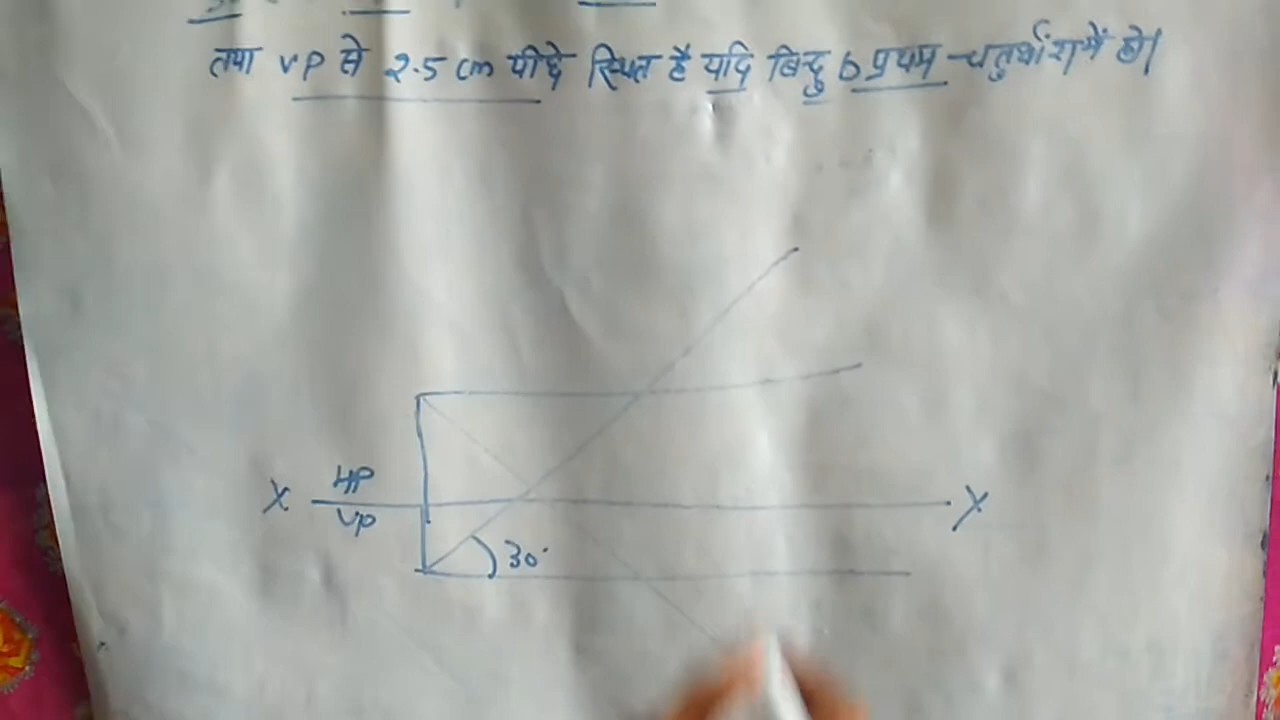 तथा VP से 2.5 cm पीछे स्थित है यदि बिन्दु b प्रथम चतुर्थांश में हो।
HP
X
VP
Y
30°